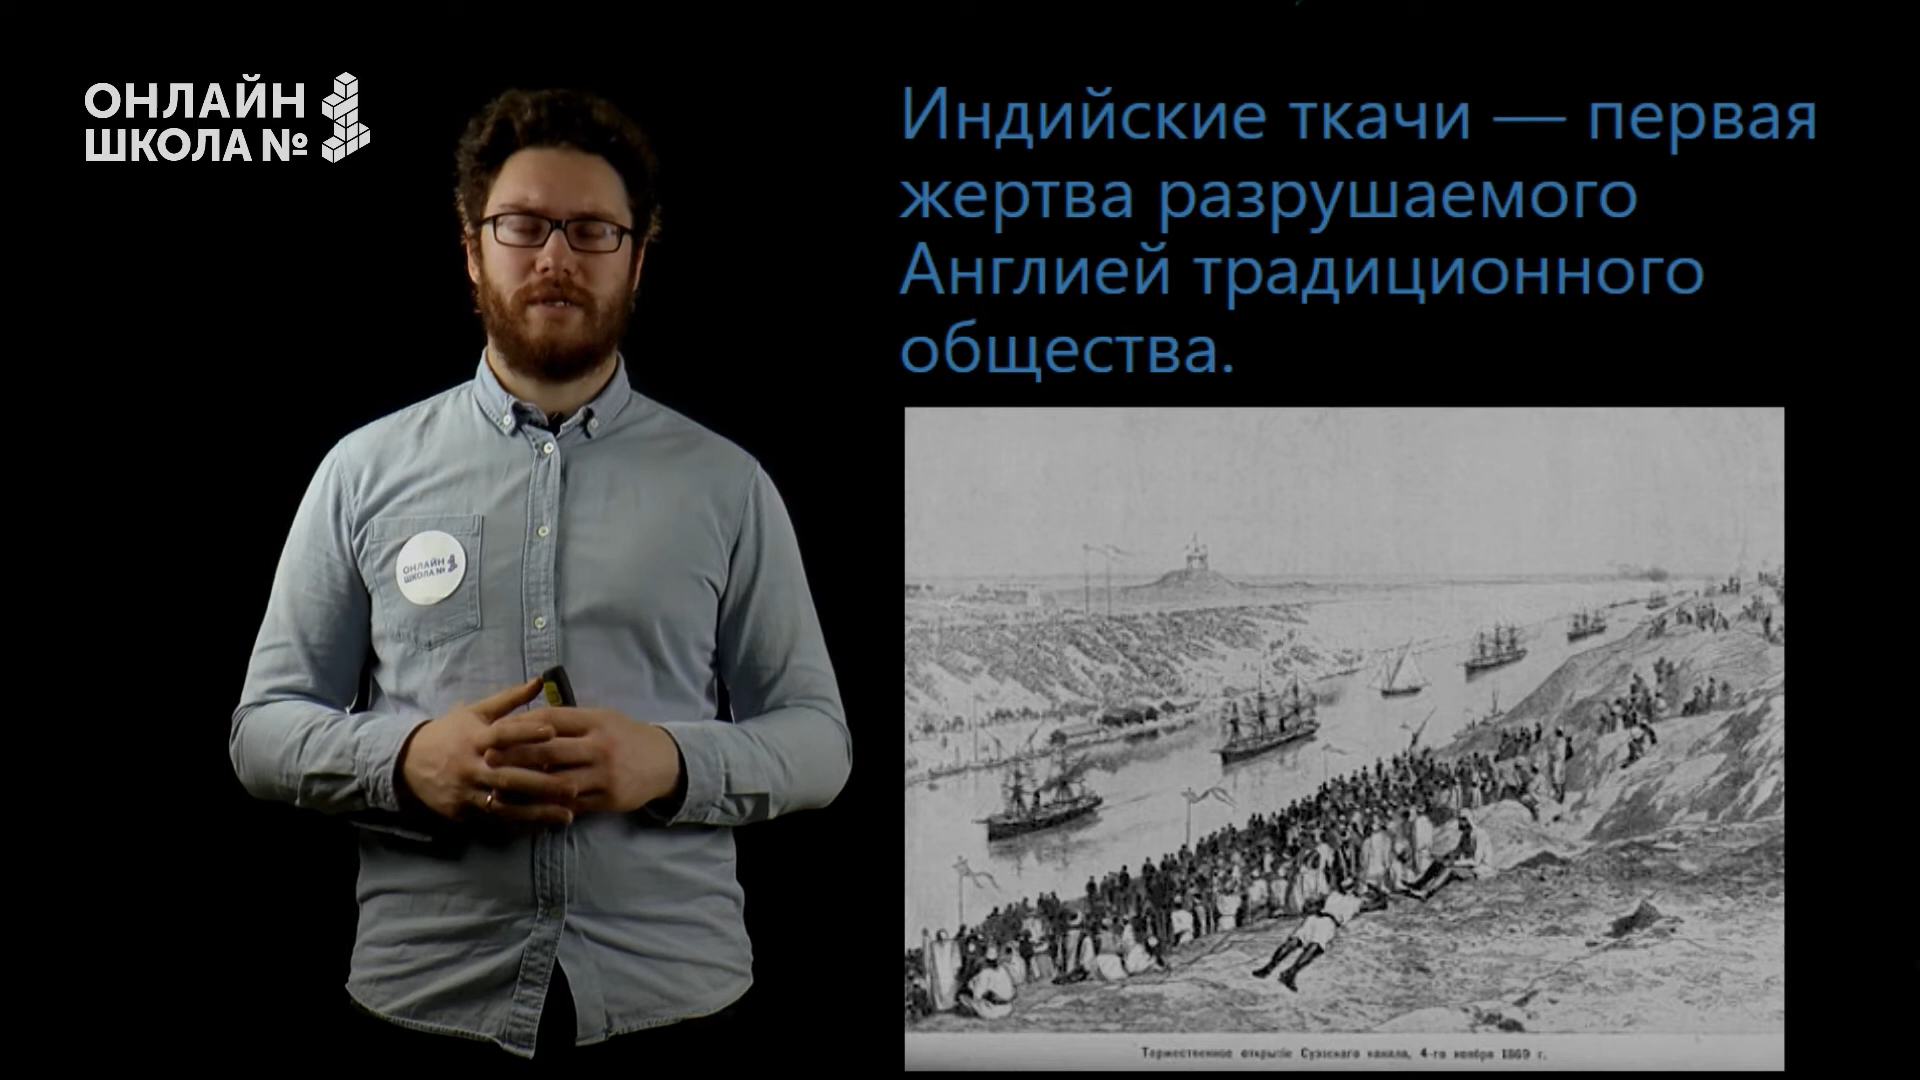 ОНЛАЙН
ШКОЛА №
Индийские ткачи — первая
жертва разрушаемого
Англией традиционного
общества.
ОНЛАЙН
ШКОЛА №
Торжественное открытіе Суэзскаго канала, 4-го ноября 1869 г.